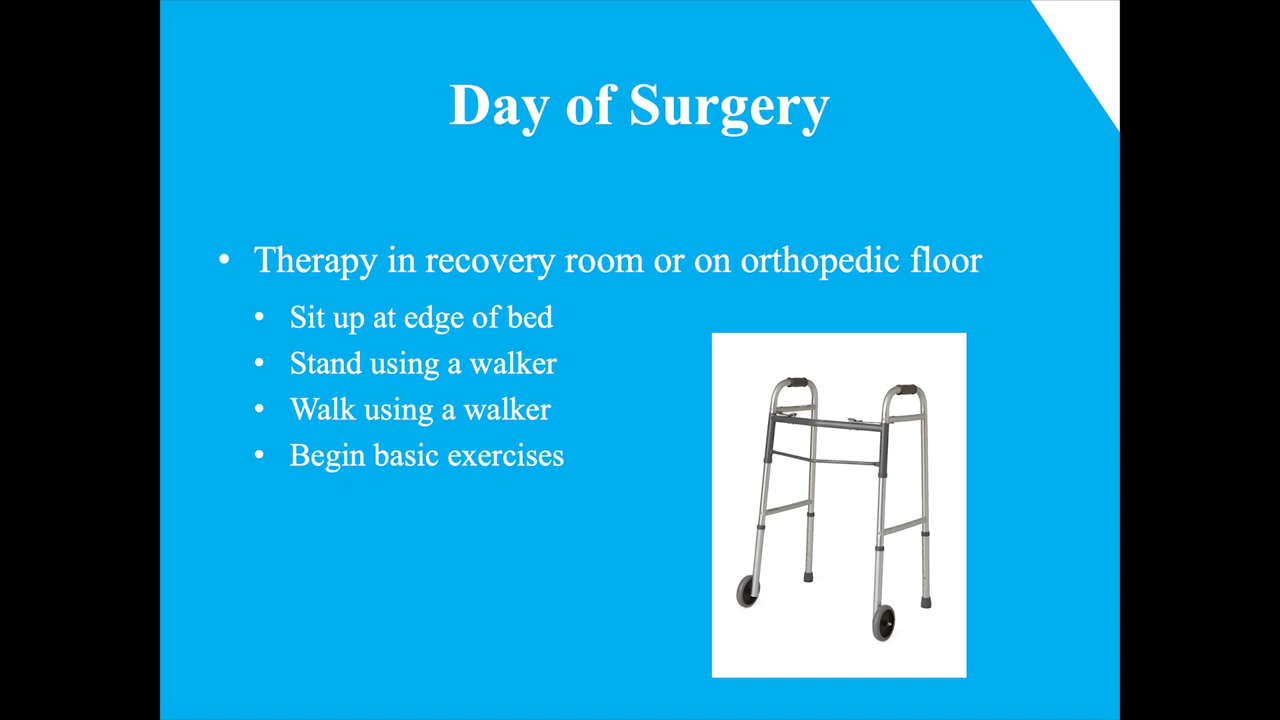 Day of Surgery
• Therapy in recovery room or on orthopedic floor
• Sit up at edge of bed
• Stand using a walker
• Walk using a walker
• Begin basic exercises